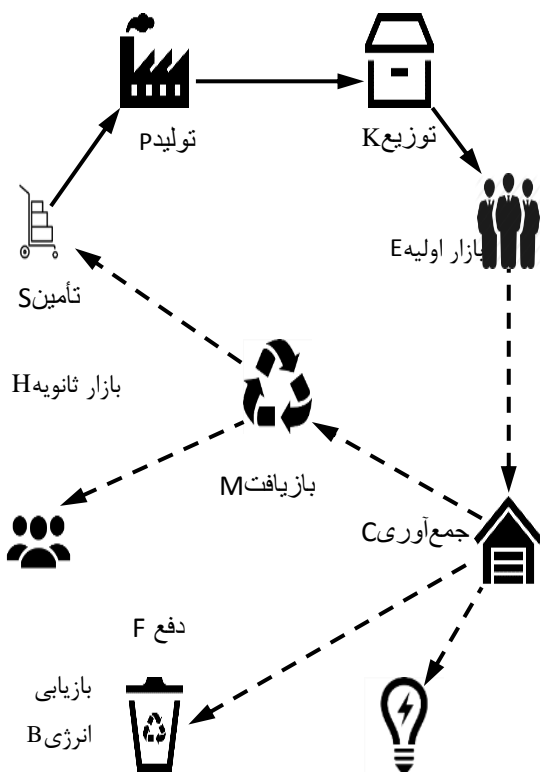 تولیدP
توزیعK
بازار اولیهE
تأمینS
بازار ثانویهH
بازیافتM
جمع‌آوریC
دفع F
بازیابی
انرژیB